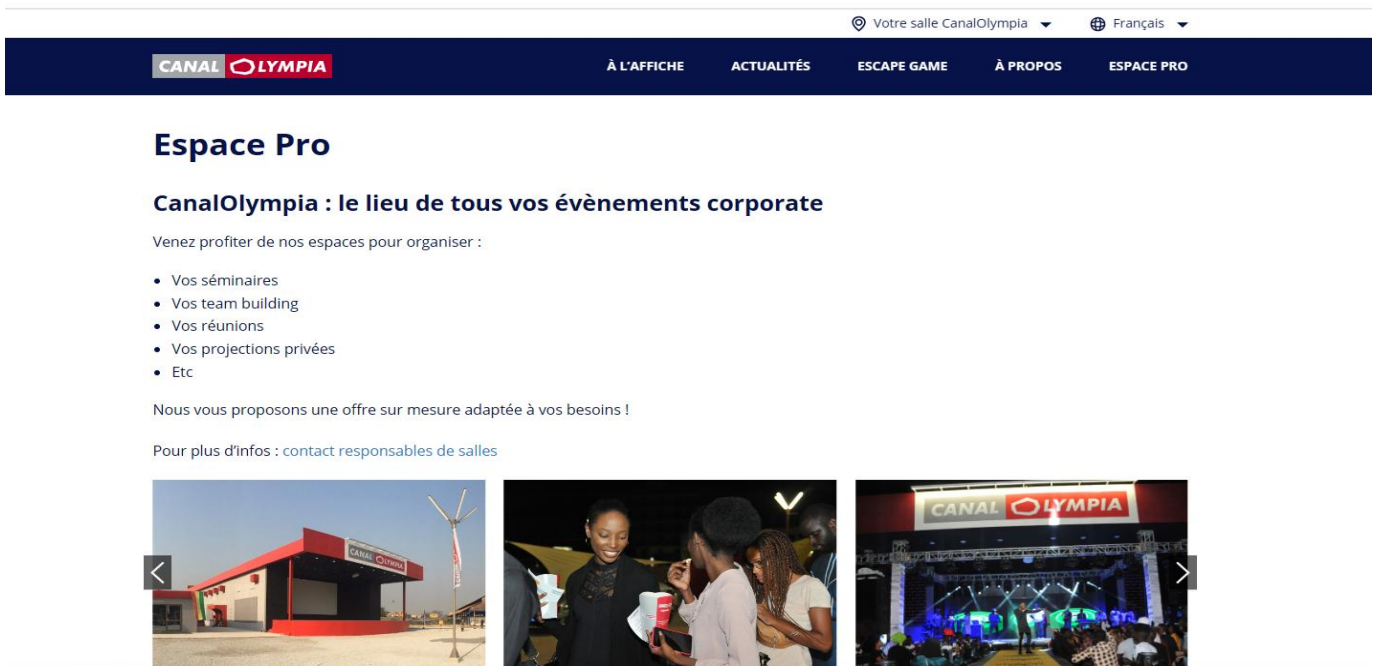 Votre salle CanalOlympia Français
CANAL OLYMPIA À L'AFFICHE ACTUALITÉS ESCAPE GAME À PROPOS ESPACE PRO
Espace Pro
CanalOlympia : le lieu de tous vos évènements corporate
Venez profiter de nos espaces pour organiser :
• Vos séminaires
• Vos team building
• Vos réunions
• Vos projections privées
• Etc
Nous vous proposons une offre sur mesure adaptée à vos besoins !
Pour plus d'infos : contact responsables de salles
CANAL OLYMPIA
CANAL OLYMPIA